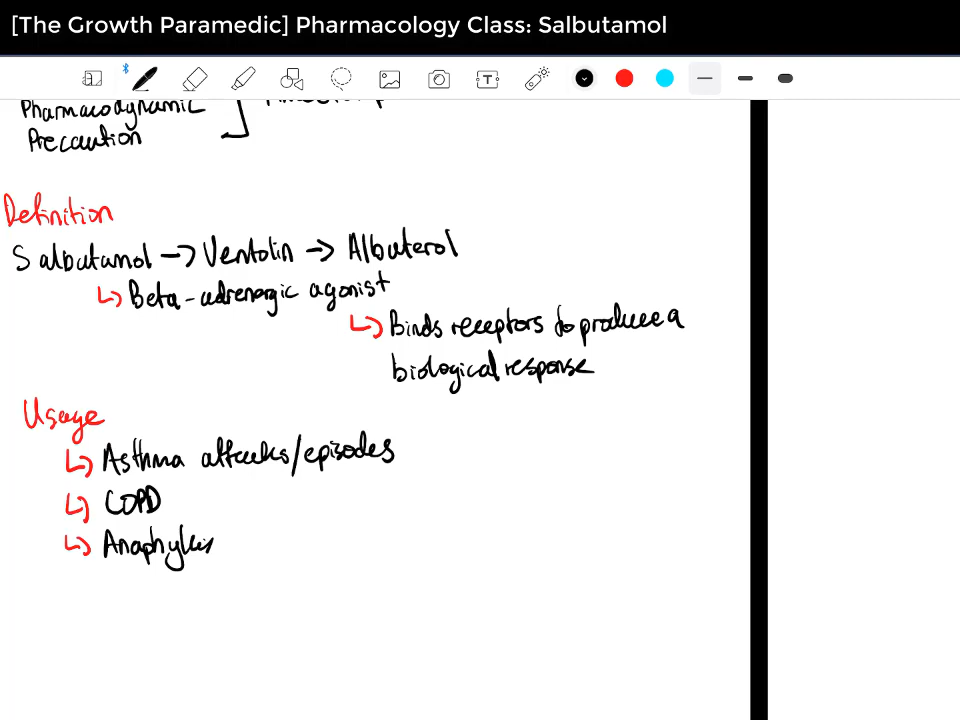 [The Growth Paramedic] Pharmacology Class: Salbutamol
Pharmacodynamic
Precaution
Definition
Salbutamol → Ventolin → Albuterol
↳ Beta-adrenergic agonist
↳ Binds receptors to produce a
biological response
Usage
↳ Asthma attacks/episodes
↳ COPD
↳ Anaphylxis